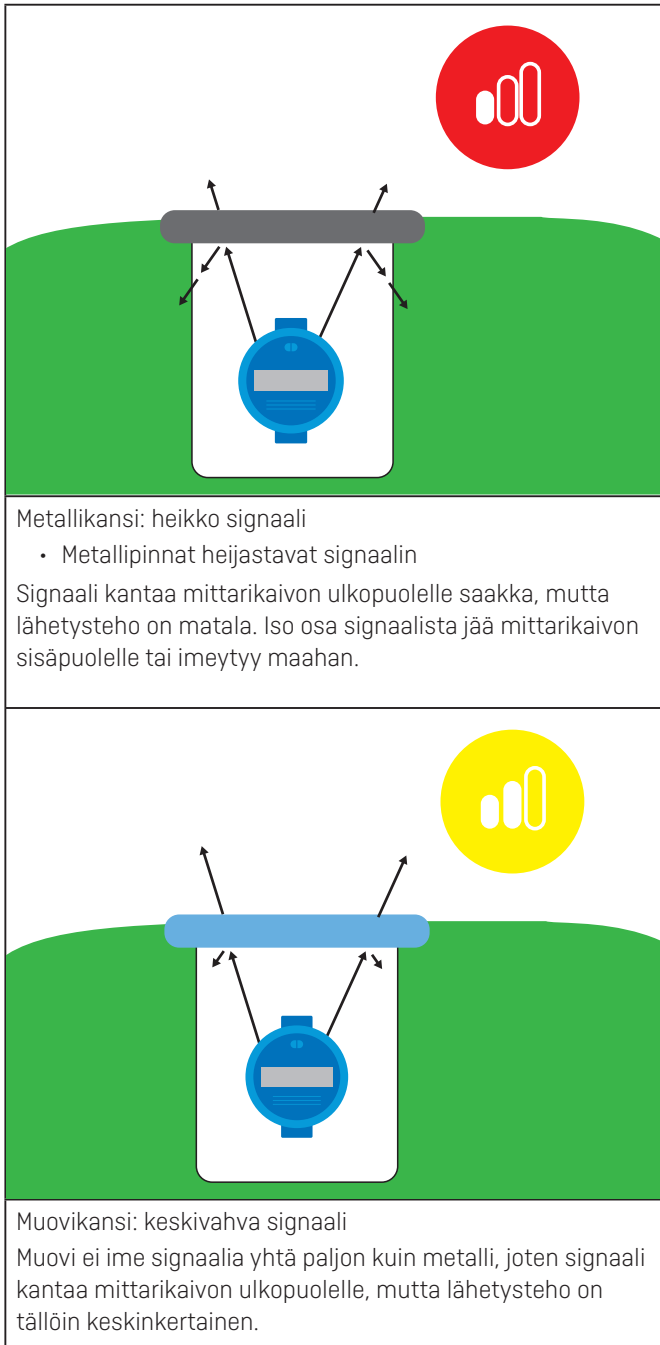 Metallikansi: heikko signaali
• Metallipinnat heijastavat signaalin
Signaali kantaa mittarikaivon ulkopuolelle saakka, mutta
lähetysteho on matala. Iso osa signaalista jää mittarikaivon
sisäpuolelle tai imeytyy maahan.
Muovikansi: keskivahva signaali
Muovi ei ime signaalia yhtä paljon kuin metalli, joten signaali
kantaa mittarikaivon ulkopuolelle, mutta lähetysteho on
tällöin keskinkertainen.